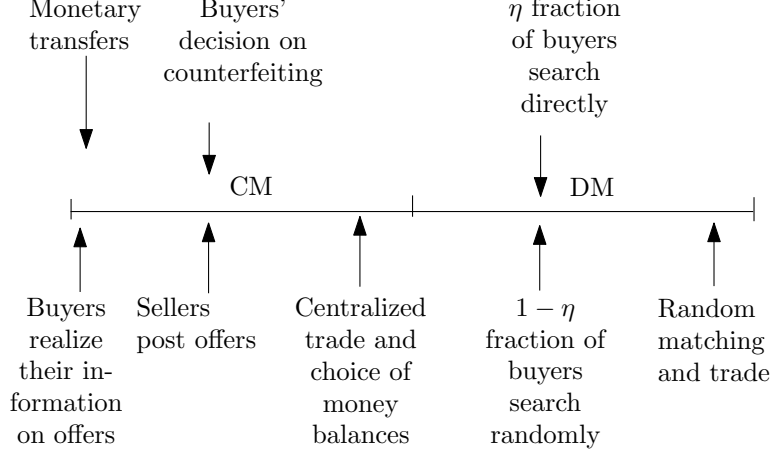 Monetary
transfers
Buyers'
decision on
counterfeiting
η fraction
of buyers
search
directly
CM
DM
Buyers
realize
their in-
formation
on offers
Sellers
post offers
Centralized
trade and
choice of
money
balances
1 − η
fraction of
buyers
search
randomly
Random
matching
and trade